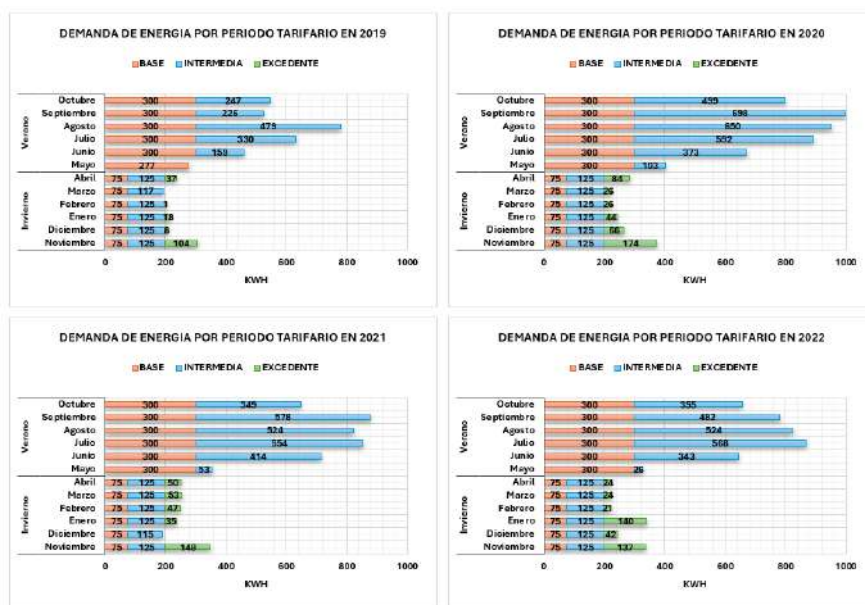 DEMANDA DE ENERGIA POR PERIODO TARIFARIO EN 2019
BASE INTERMEDIA EXCEDENTE
Verano
Octubre 300 247
Septiembre 300 226
Agosto 300 479
Julio 300 330
Junio 300 159
Mayo 277
Invierno
Abril 75 125 37
Marzo 75 117
Febrero 75 125 1
Enero 75 125 18
Diciembre 75 125 8
Noviembre 75 125 104
0 200 400 600 800 1000
KWH
DEMANDA DE ENERGIA POR PERIODO TARIFARIO EN 2020
BASE INTERMEDIA EXCEDENTE
Verano
Octubre 300 499
Septiembre 300 698
Agosto 300 650
Julio 300 592
Junio 300 373
Mayo 300 103
Invierno
Abril 75 125 84
Marzo 75 125 26
Febrero 75 125 26
Enero 75 125 44
Diciembre 75 125 66
Noviembre 75 125 174
0 200 400 600 800 1000
KWH
DEMANDA DE ENERGIA POR PERIODO TARIFARIO EN 2021
BASE INTERMEDIA EXCEDENTE
Verano
Octubre 300 349
Septiembre 300 578
Agosto 300 524
Julio 300 554
Junio 300 414
Mayo 300 53
Invierno
Abril 75 125 50
Marzo 75 125 53
Febrero 75 125 47
Enero 75 125 35
Diciembre 75 115
Noviembre 75 125 148
0 200 400 600 800 1000
KWH
DEMANDA DE ENERGIA POR PERIODO TARIFARIO EN 2022
BASE INTERMEDIA EXCEDENTE
Verano
Octubre 300 355
Septiembre 300 482
Agosto 300 524
Julio 300 568
Junio 300 343
Mayo 300 26
Invierno
Abril 75 125 24
Marzo 75 125 24
Febrero 75 125 21
Enero 75 125 140
Diciembre 75 125 42
Noviembre 75 125 137
0 200 400 600 800 1000
KWH